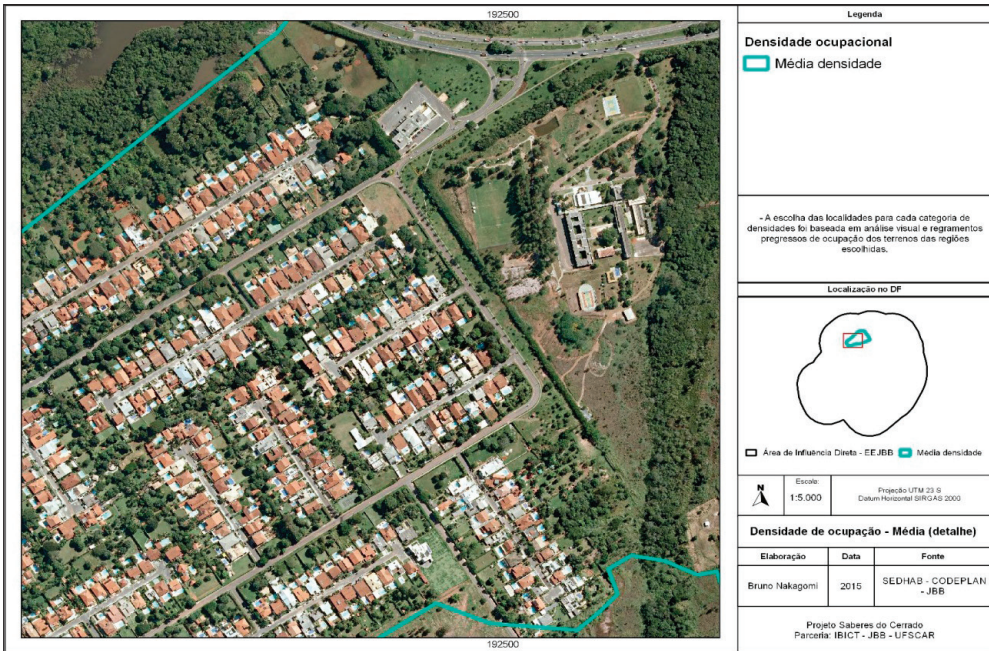 192500
192500
Legenda
Densidade ocupacional
Média densidade
- A escolha das localidades para cada categoria de
densidades foi baseada em análise visual e regramentos
pregressos de ocupação dos terrenos das regiões
escolhidas.
Localização no DF
Área de Influência Direta - EEJBB
Média densidade
N
Escala:
1:5.000
Projeção UTM 23 S
Datum Horizontal SIRGAS 2000
Densidade de ocupação - Média (detalhe)
Elaboração
Data
Fonte
Bruno Nakagomi
2015
SEDHAB - CODEPLAN
- JBB
Projeto Saberes do Cerrado
Parceria: IBICT - JBB - UFSCAR